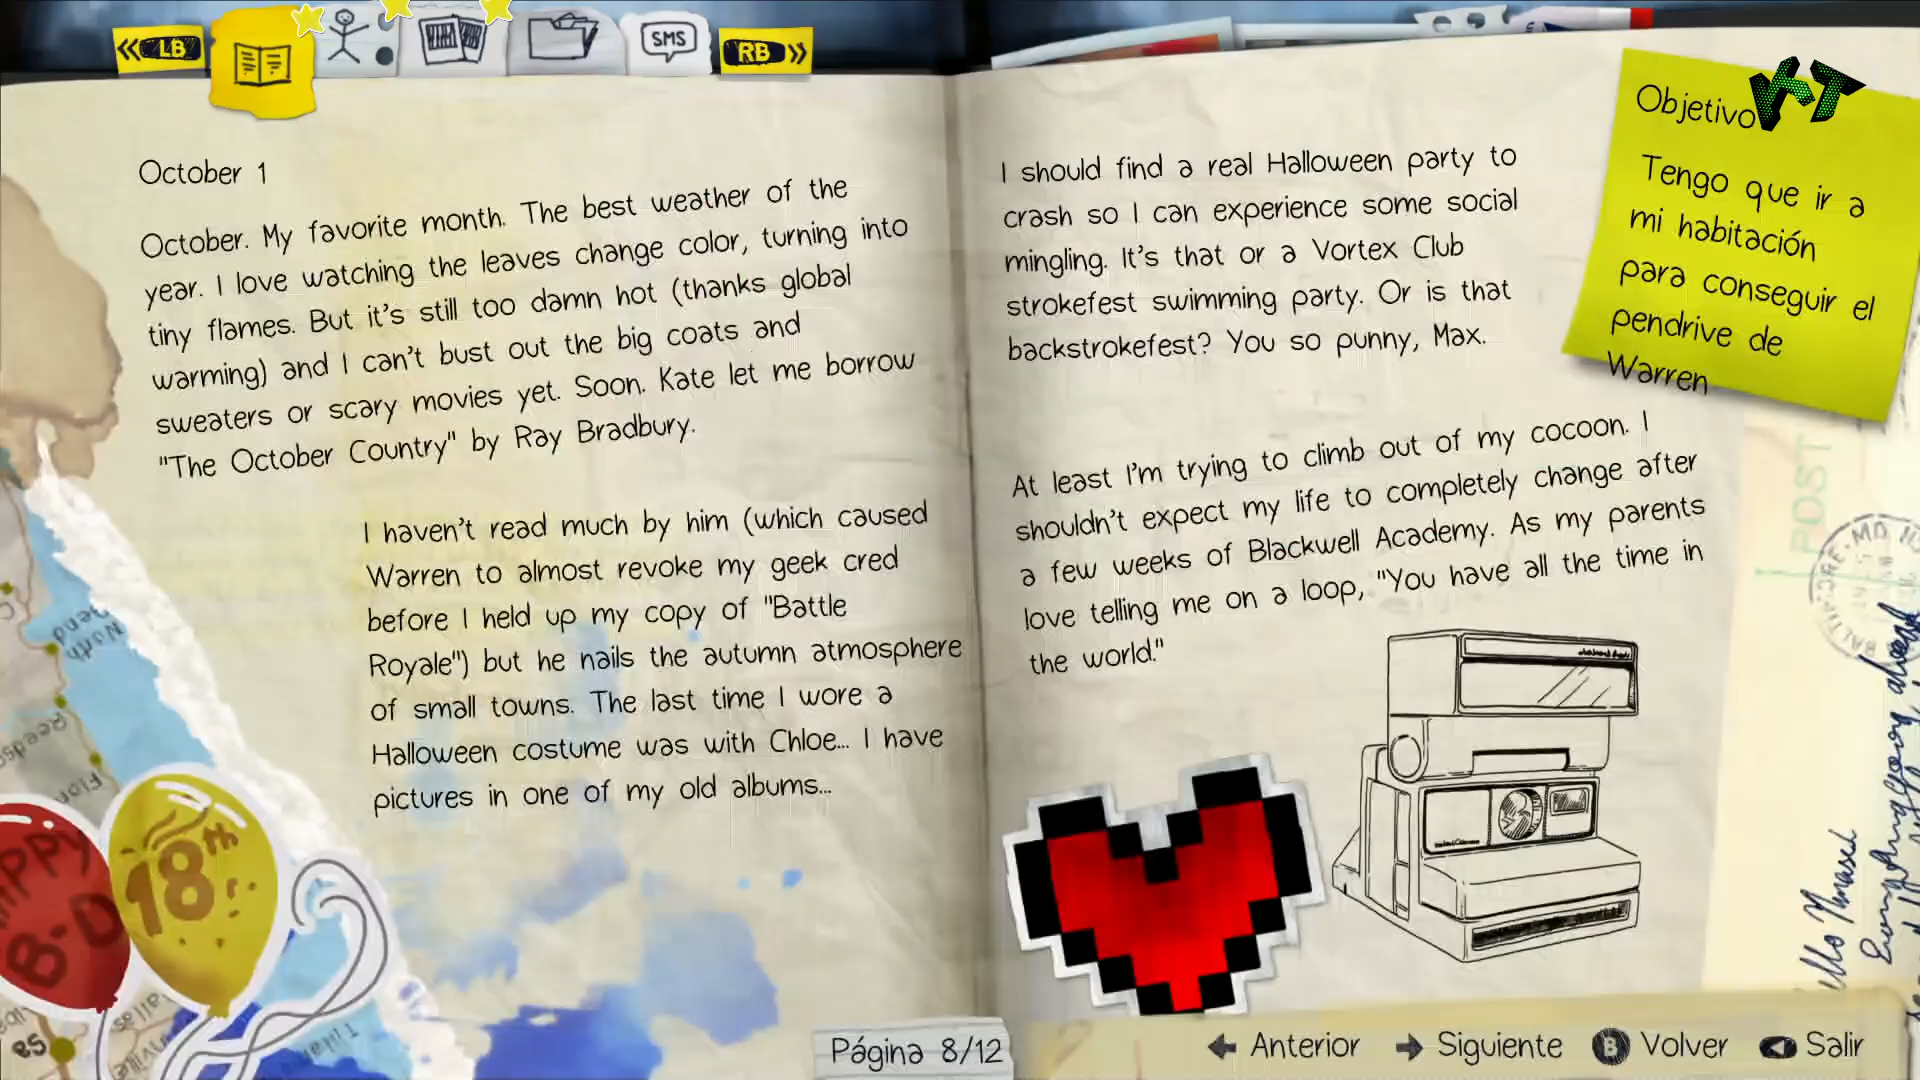 LB
SMS
RB
October 1
October. My favorite month. The best weather of the
year. I love watching the leaves change color, turning into
tiny flames. But it's still too damn hot (thanks global
warming) and I can't bust out the big coats and
sweaters or scary movies yet. Soon. Kate let me borrow
"The October Country" by Ray Bradbury.
I haven't read much by him (which caused
Warren to almost revoke my geek cred
before I held up my copy of "Battle
Royale") but he nails the autumn atmosphere
of small towns. The last time I wore a
Halloween costume was with Chloe... I have
pictures in one of my old albums...
HAPPY
B-D
18th
I should find a real Halloween party to
crash so I can experience some social
mingling. It's that or a Vortex Club
strokefest swimming party. Or is that
backstrokefest? You so punny, Max.
At least I'm trying to climb out of my cocoon. I
shouldn't expect my life to completely change after
a few weeks of Blackwell Academy. As my parents
love telling me on a loop, "You have all the time in
the world."
Objetivo
KT
Tengo que ir a
mi habitación
para conseguir el
pendrive de
Warren
POST
North
Bend
Página 8/12
Anterior
Siguiente
B Volver
Salir